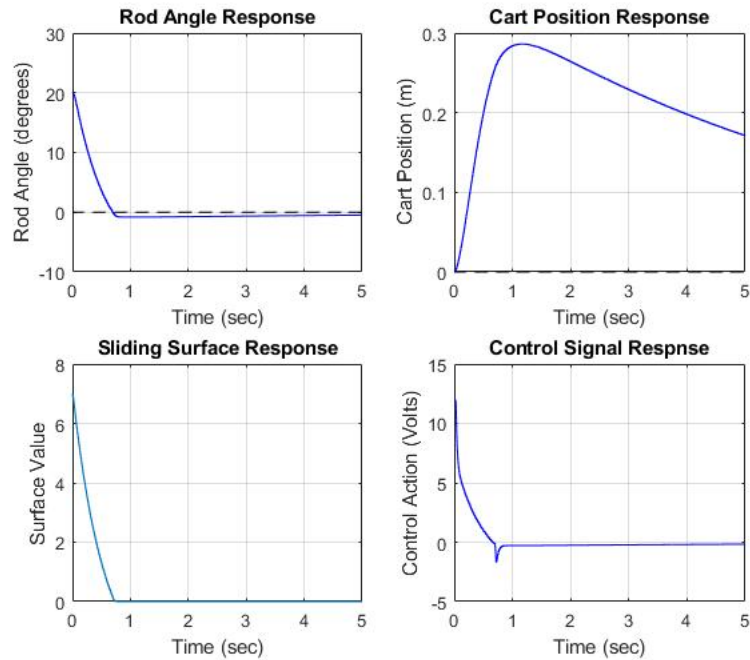 Rod Angle Response
30
20
10
0
-10
Rod Angle (degrees)
0 1 2 3 4 5
Time (sec)
Cart Position Response
0.3
0.2
0.1
0
Cart Position (m)
0 1 2 3 4 5
Time (sec)
Sliding Surface Response
8
6
4
2
0
Surface Value
0 1 2 3 4 5
Time (sec)
Control Signal Respnse
15
10
5
0
-5
Control Action (Volts)
0 1 2 3 4 5
Time (sec)